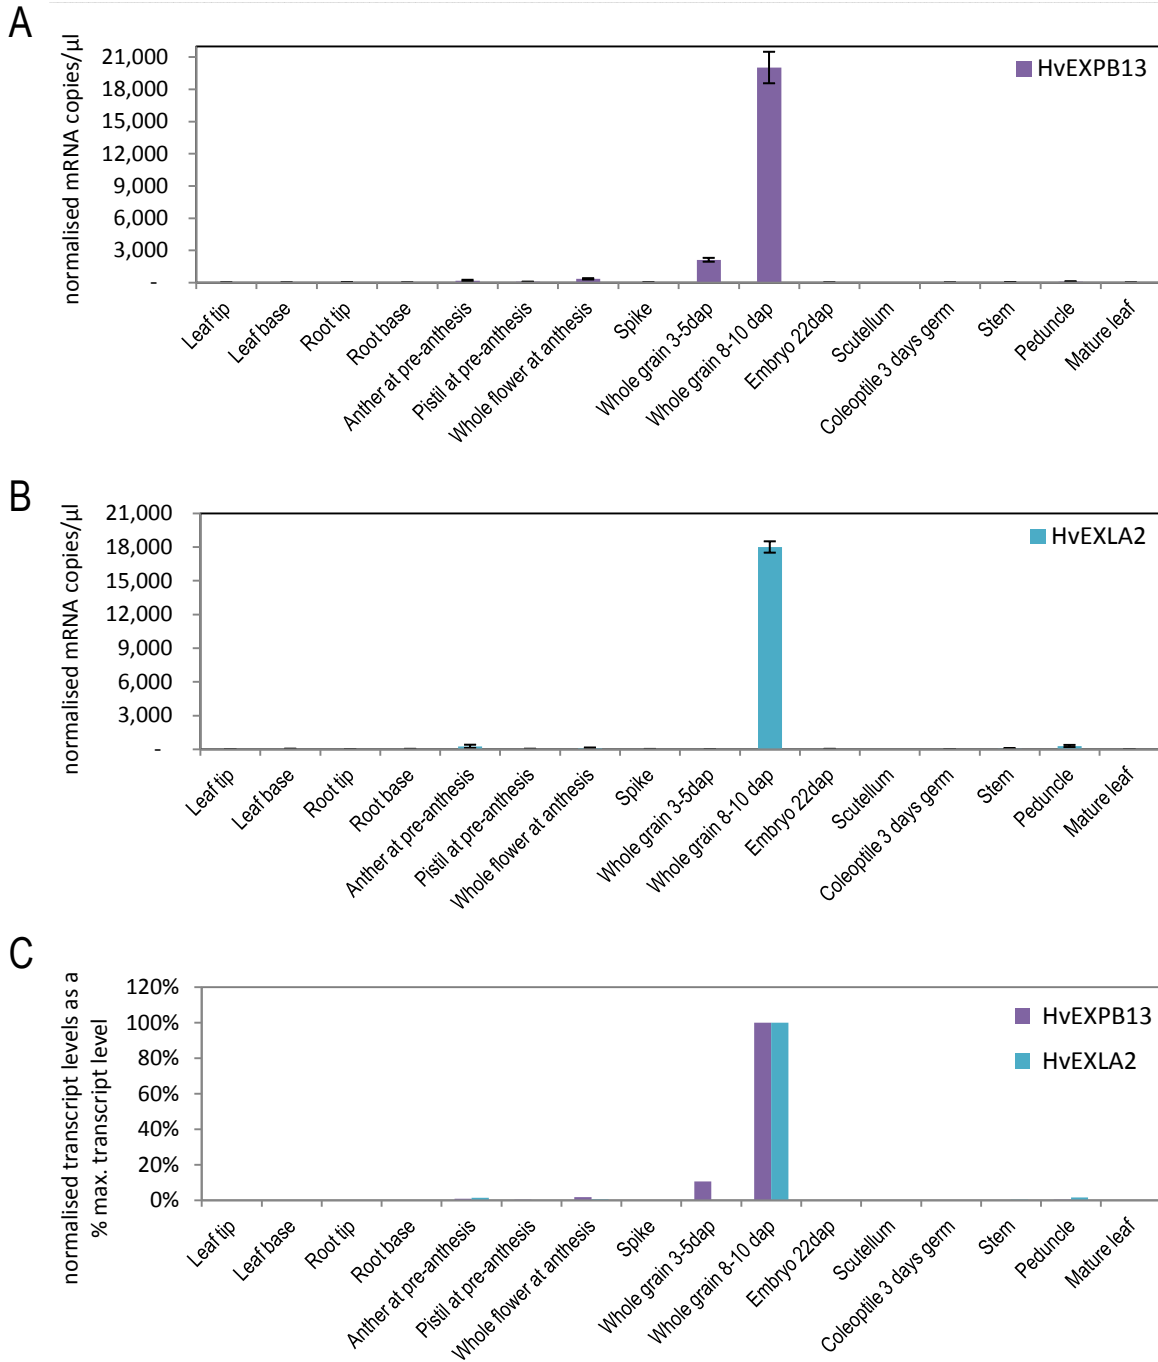 A
normalised mRNA copies/µl
21,000
18,000
15,000
12,000
9,000
6,000
3,000
-
HvEXPB13
Leaf tip
Leaf base
Root tip
Root base
Anther at pre-anthesis
Pistil at pre-anthesis
Whole flower at anthesis
Spike
Whole grain 3-5dap
Whole grain 8-10 dap
Embryo 22dap
Scutellum
Coleoptile 3 days germ
Stem
Peduncle
Mature leaf
B
normalised mRNA copies/µl
21,000
18,000
15,000
12,000
9,000
6,000
3,000
-
HvEXLA2
Leaf tip
Leaf base
Root tip
Root base
Anther at pre-anthesis
Pistil at pre-anthesis
Whole flower at anthesis
Spike
Whole grain 3-5dap
Whole grain 8-10 dap
Embryo 22dap
Scutellum
Coleoptile 3 days germ
Stem
Peduncle
Mature leaf
C
normalised transcript levels as a
% max. transcript level
120%
100%
80%
60%
40%
20%
0%
HvEXPB13
HvEXLA2
Leaf tip
Leaf base
Root tip
Root base
Anther at pre-anthesis
Pistil at pre-anthesis
Whole flower at anthesis
Spike
Whole grain 3-5dap
Whole grain 8-10 dap
Embryo 22dap
Scutellum
Coleoptile 3 days germ
Stem
Peduncle
Mature leaf